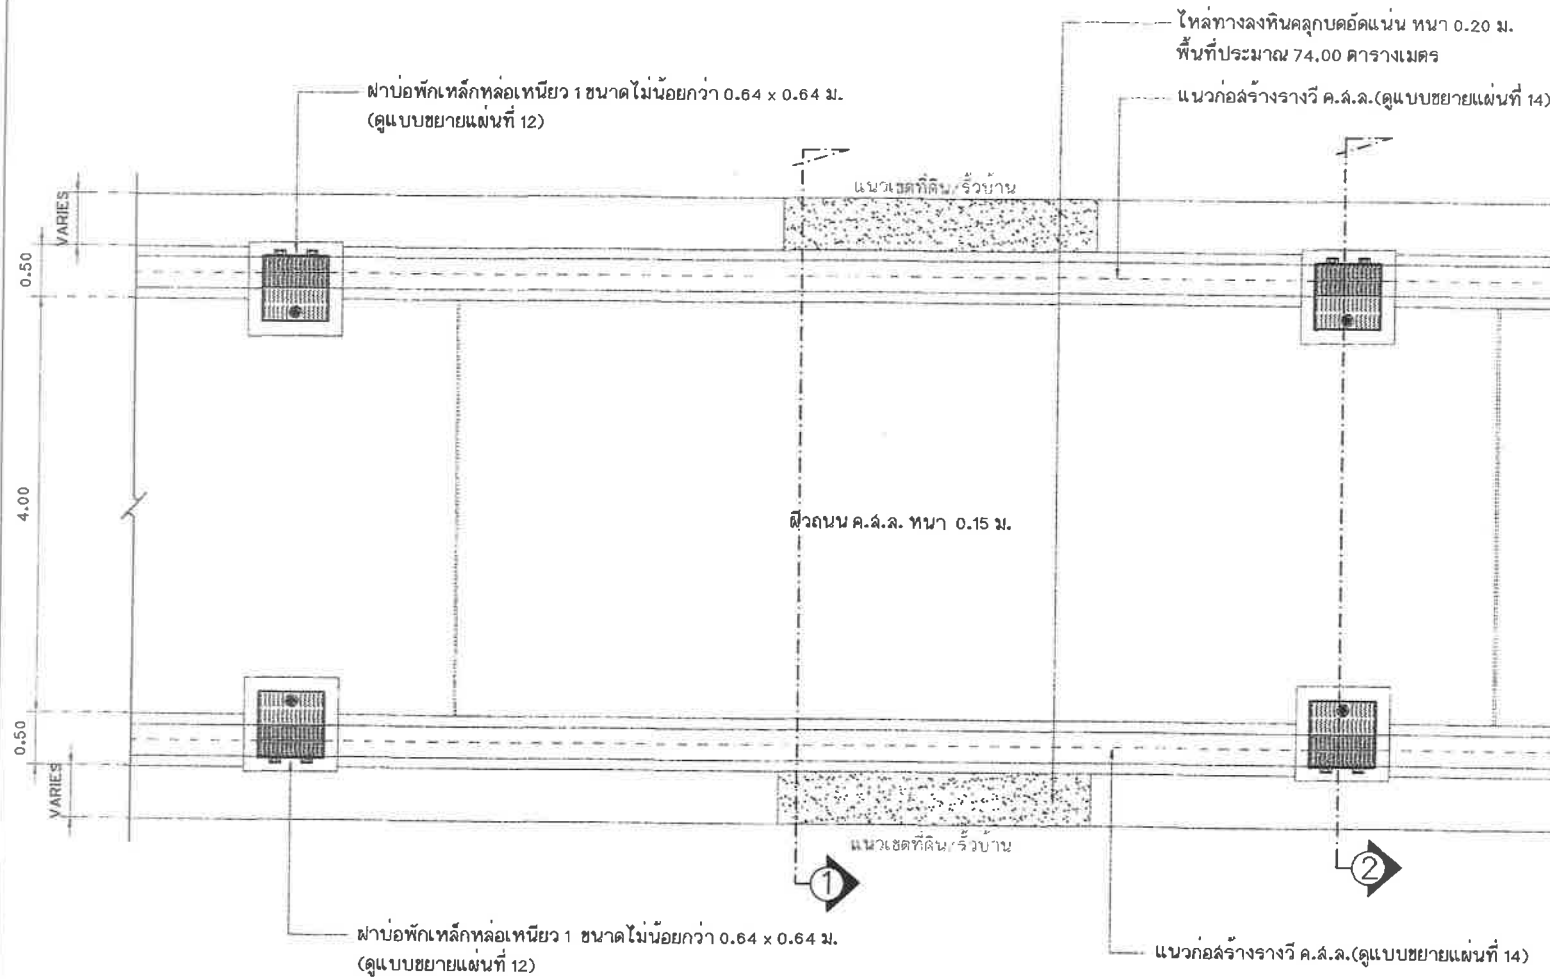 ไหล่ทางลงหินคลุกบดอัดแน่น หนา 0.20 ม.
พื้นที่ประมาณ 74.00 ตารางเมตร
ฝาบ่อพักเหล็กหล่อเหนียว 1 ขนาดไม่น้อยกว่า 0.64 x 0.64 ม.
(ดูแบบขยายแผ่นที่ 12)
แนวก่อสร้างรางวี ค.ส.ล.(ดูแบบขยายแผ่นที่ 14)
แนวเขตที่ดิน/รั้วบ้าน
VARIES
0.50
4.00
ผิวถนน ค.ส.ล. หนา 0.15 ม.
0.50
VARIES
แนวเขตที่ดิน/รั้วบ้าน
1
2
ฝาบ่อพักเหล็กหล่อเหนียว 1 ขนาดไม่น้อยกว่า 0.64 x 0.64 ม.
(ดูแบบขยายแผ่นที่ 12)
แนวก่อสร้างรางวี ค.ส.ล.(ดูแบบขยายแผ่นที่ 14)